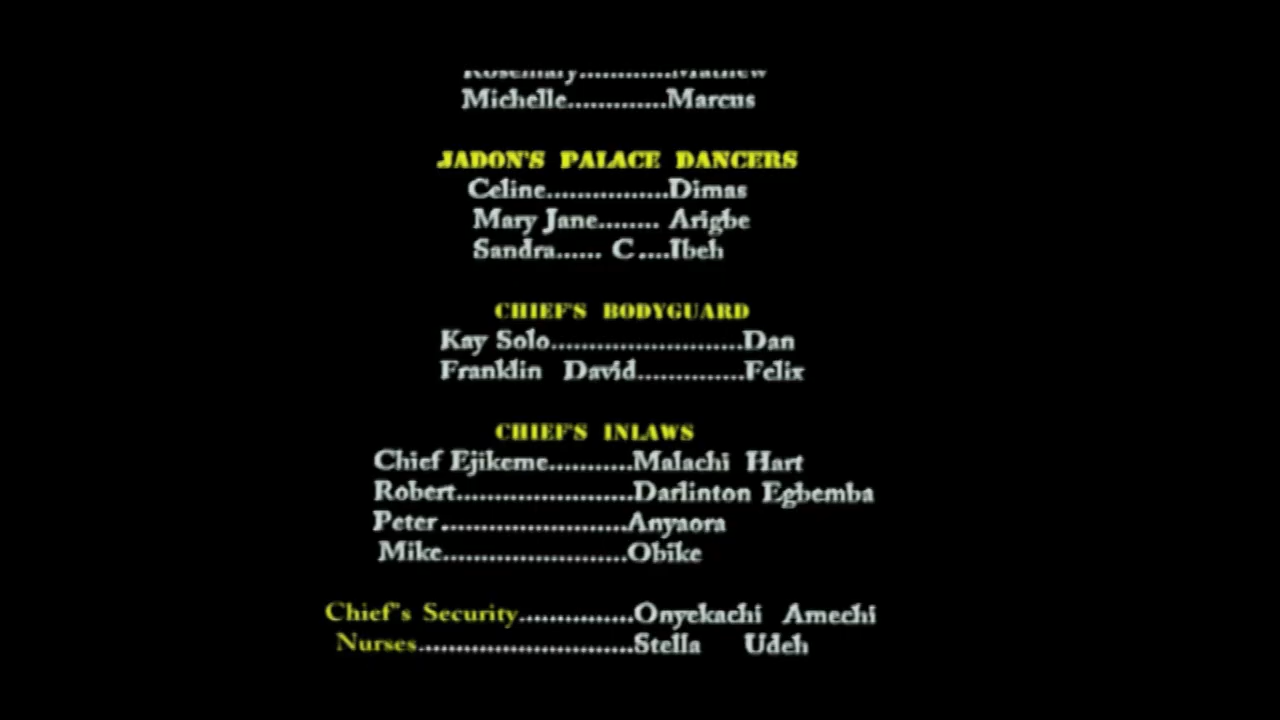 Rosemary............Mathew
Michelle.............Marcus
JADON'S PALACE DANCERS
Celine................Dimas
Mary Jane........ Arigbe
Sandra...... C ....Ibeh
CHIEF'S BODYGUARD
Kay Solo.........................Dan
Franklin David..............Felix
CHIEF'S INLAWS
Chief Ejikeme...........Malachi Hart
Robert.......................Darlinton Egbemba
Peter ........................Anyaora
Mike........................Obike
Chief"s Security...............Onyekachi Amechi
Nurses............................Stella Udeh